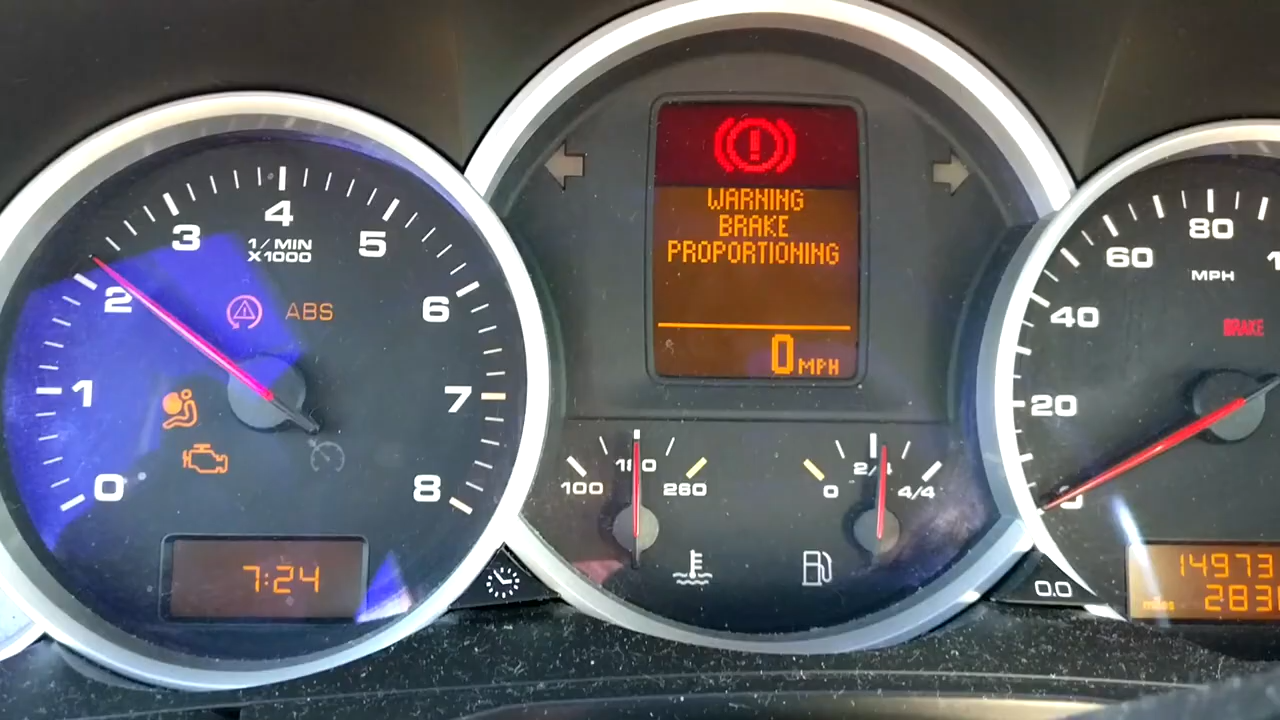 4
3
1/MIN
X1000
5
2
ABS
6
1
7
0
8
7:24
WARNING
BRAKE
PROPORTIONING
0 MPH
100
260
0
2/4
4/4
80
60
MPH
40
BRAKE
20
0
0.0
14973
miles
283